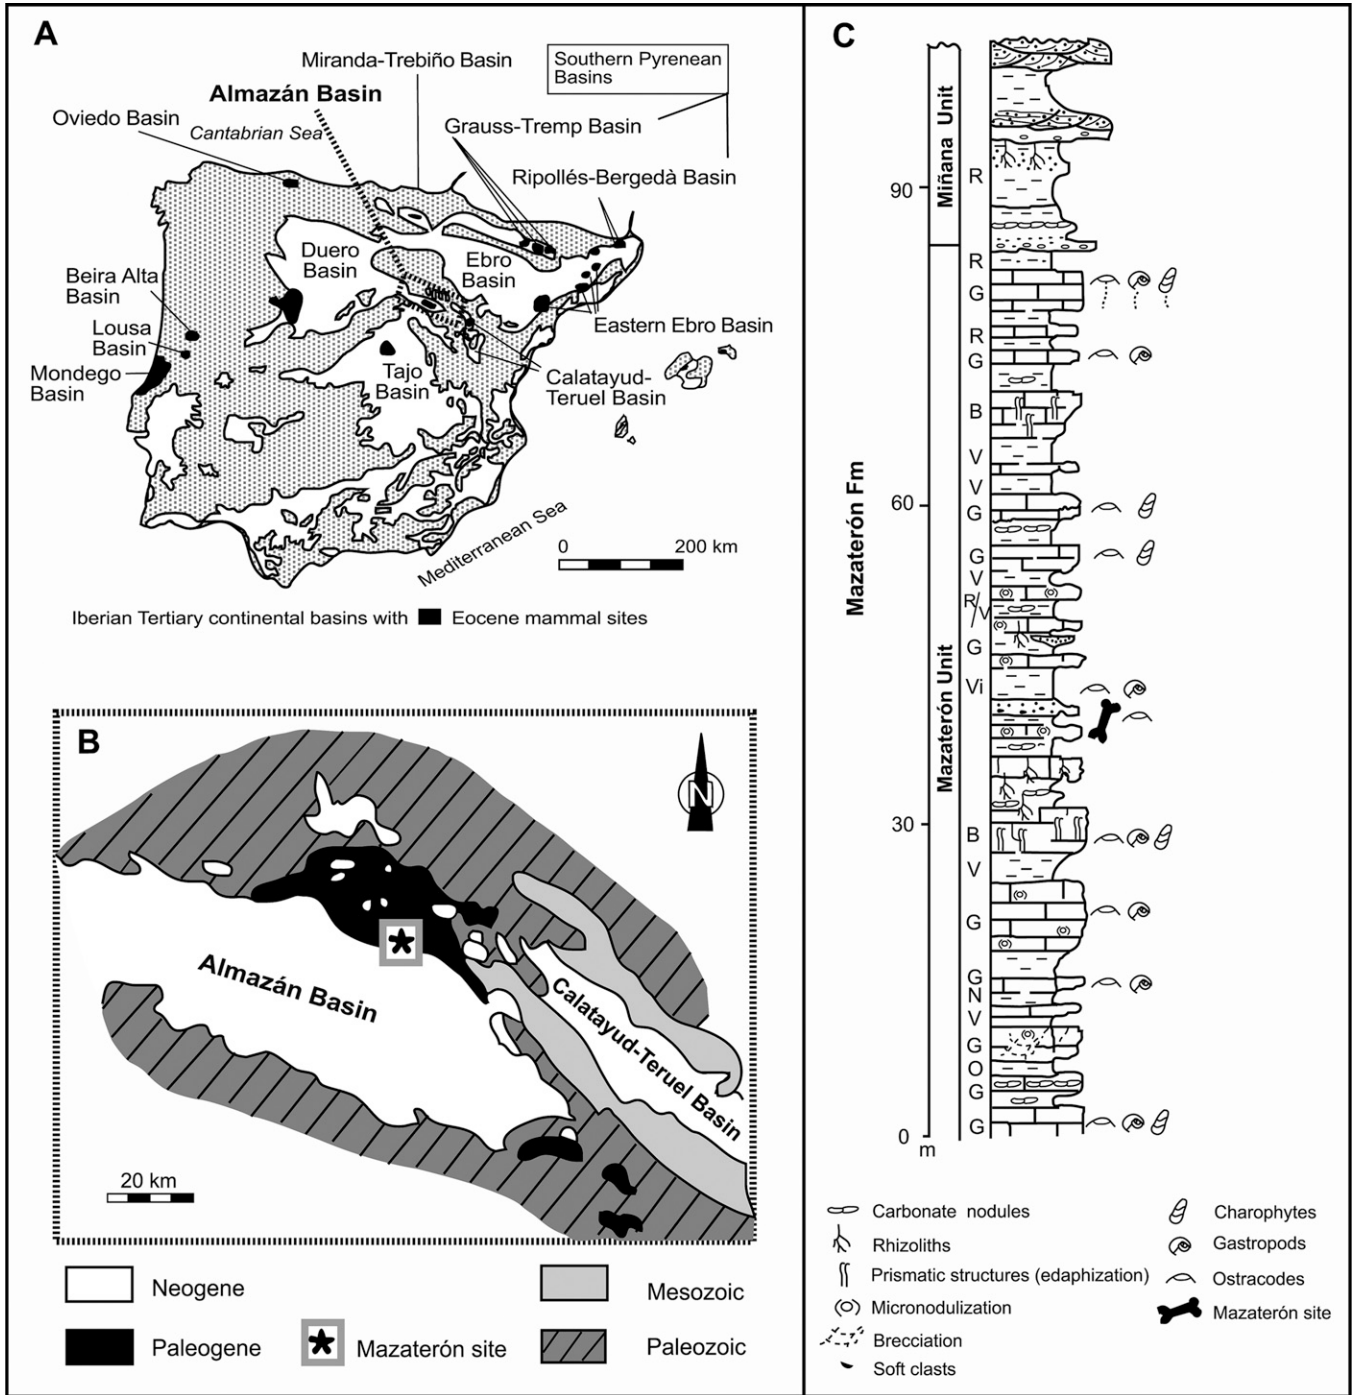 A
Miranda-Trebiño Basin
Southern Pyrenean
Basins
Almazán Basin
Oviedo Basin
Cantabrian Sea
Grauss-Tremp Basin
Ripollés-Bergedà Basin
Duero
Basin
Ebro
Basin
Beira Alta
Basin
Lousa
Basin
Mondego
Basin
Eastern Ebro Basin
Tajo
Basin
Calatayud-
Teruel Basin
Mediterranean Sea
0
200 km
Iberian Tertiary continental basins with
Eocene mammal sites
B
N
Almazán Basin
Calatayud-Teruel Basin
20 km
Neogene
Mesozoic
Paleogene
Mazaterón site
Paleozoic
C
Miñana Unit
Mazaterón Fm
Mazaterón Unit
90
60
30
0
m
R
R
G
R
G
B
V
V
G
G
V
R/V
G
Vi
B
V
G
G
N
V
G
O
G
G
Carbonate nodules
Rhizoliths
Prismatic structures (edaphization)
Micronodulization
Brecciation
Soft clasts
Charophytes
Gastropods
Ostracodes
Mazaterón site